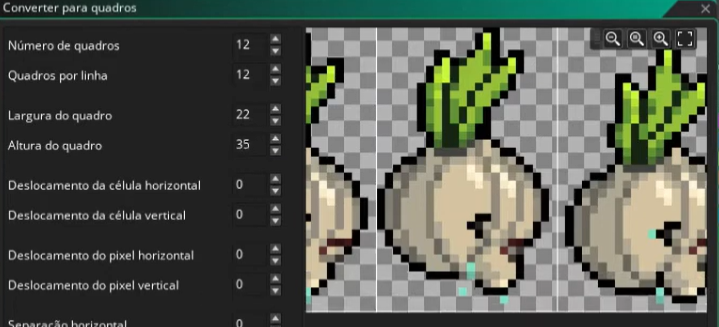 Converter para quadros
Número de quadros 12
Quadros por linha 12
Largura do quadro 22
Altura do quadro 35
Deslocamento da célula horizontal 0
Deslocamento da célula vertical 0
Deslocamento do pixel horizontal 0
Deslocamento do pixel vertical 0
Separação horizontal 0